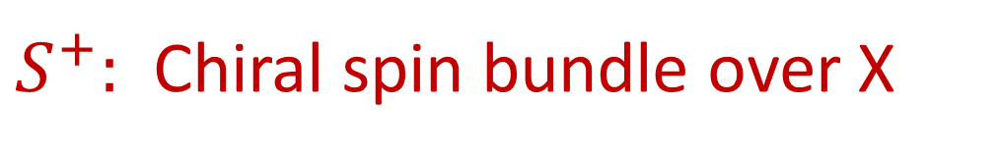 S⁺: Chiral spin bundle over X